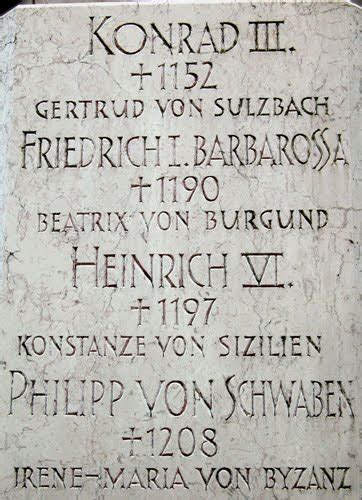 KONRAD III.
+1152
GERTRUD VON SULZBACH
FRIEDRICH I. BARBAROSSA
+1190
BEATRIX VON BURGUND
HEINRICH VI.
+1197
KONSTANZE VON SIZILIEN
PHILIPP VON SCHWABEN
+1208
IRENE-MARIA VON BYZANZ